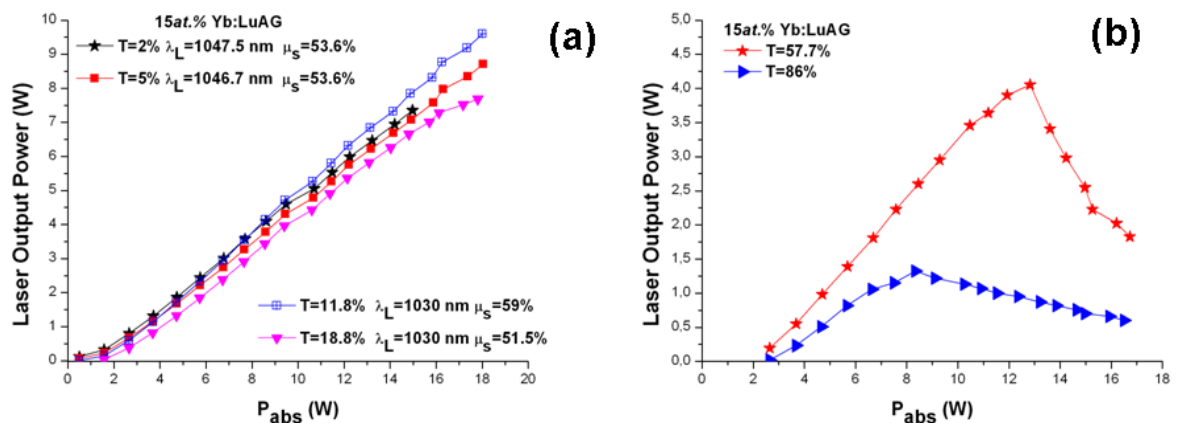 15at.% Yb:LuAG
T=2% λL=1047.5 nm μs=53.6%
T=5% λL=1046.7 nm μs=53.6%
(a)
T=11.8% λL=1030 nm μs=59%
T=18.8% λL=1030 nm μs=51.5%
Laser Output Power (W)
10
9
8
7
6
5
4
3
2
1
0
0 2 4 6 8 10 12 14 16 18 20
Pabs (W)
15at.% Yb:LuAG
T=57.7%
T=86%
(b)
Laser Output Power (W)
5,0
4,5
4,0
3,5
3,0
2,5
2,0
1,5
1,0
0,5
0,0
0 2 4 6 8 10 12 14 16 18
Pabs (W)